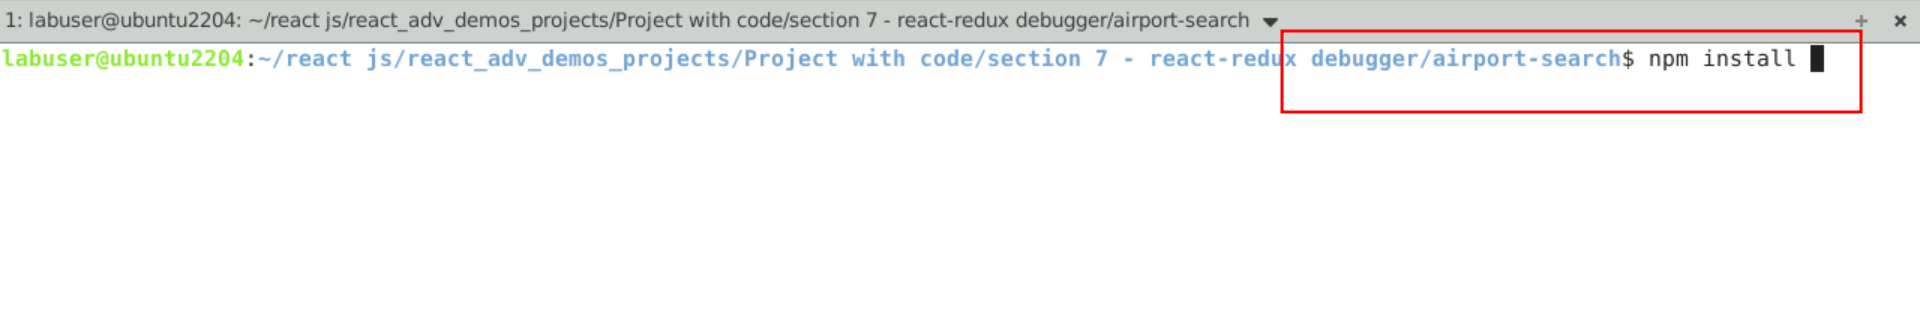 1: labuser@ubuntu2204: ~/react js/react_adv_demos_projects/Project with code/section 7 - react-redux debugger/airport-search
labuser@ubuntu2204:~/react js/react_adv_demos_projects/Project with code/section 7 - react-redux debugger/airport-search$ npm install